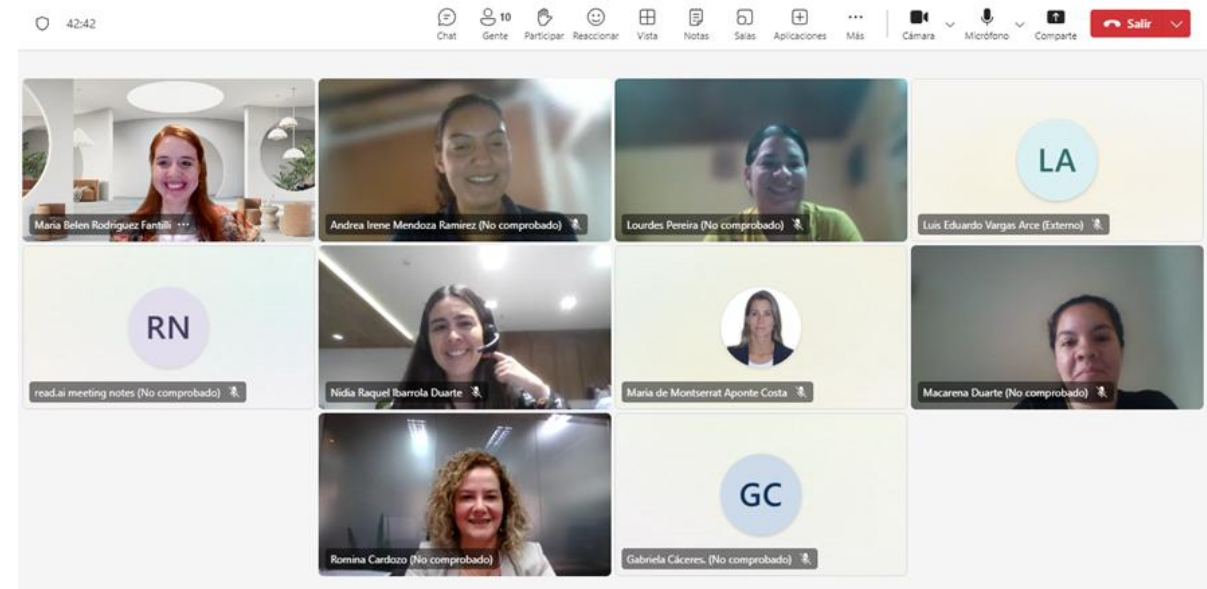 42:42
10
Chat
Gente
Participar
Reaccionar
Vista
Notas
Salas
Aplicaciones
Más
Cámara
Micrófono
Comparte
Salir
Maria Belen Rodriguez Fantilli ···
Andrea Irene Mendoza Ramirez (No comprobado)
Lourdes Pereira (No comprobado)
LA
Luis Eduardo Vargas Arce (Externo)
RN
read.ai meeting notes (No comprobado)
Nidia Raquel Ibarrola Duarte
Maria de Montserrat Aponte Costa
Macarena Duarte (No comprobado)
Romina Cardozo (No comprobado)
GC
Gabriela Cáceres. (No comprobado)